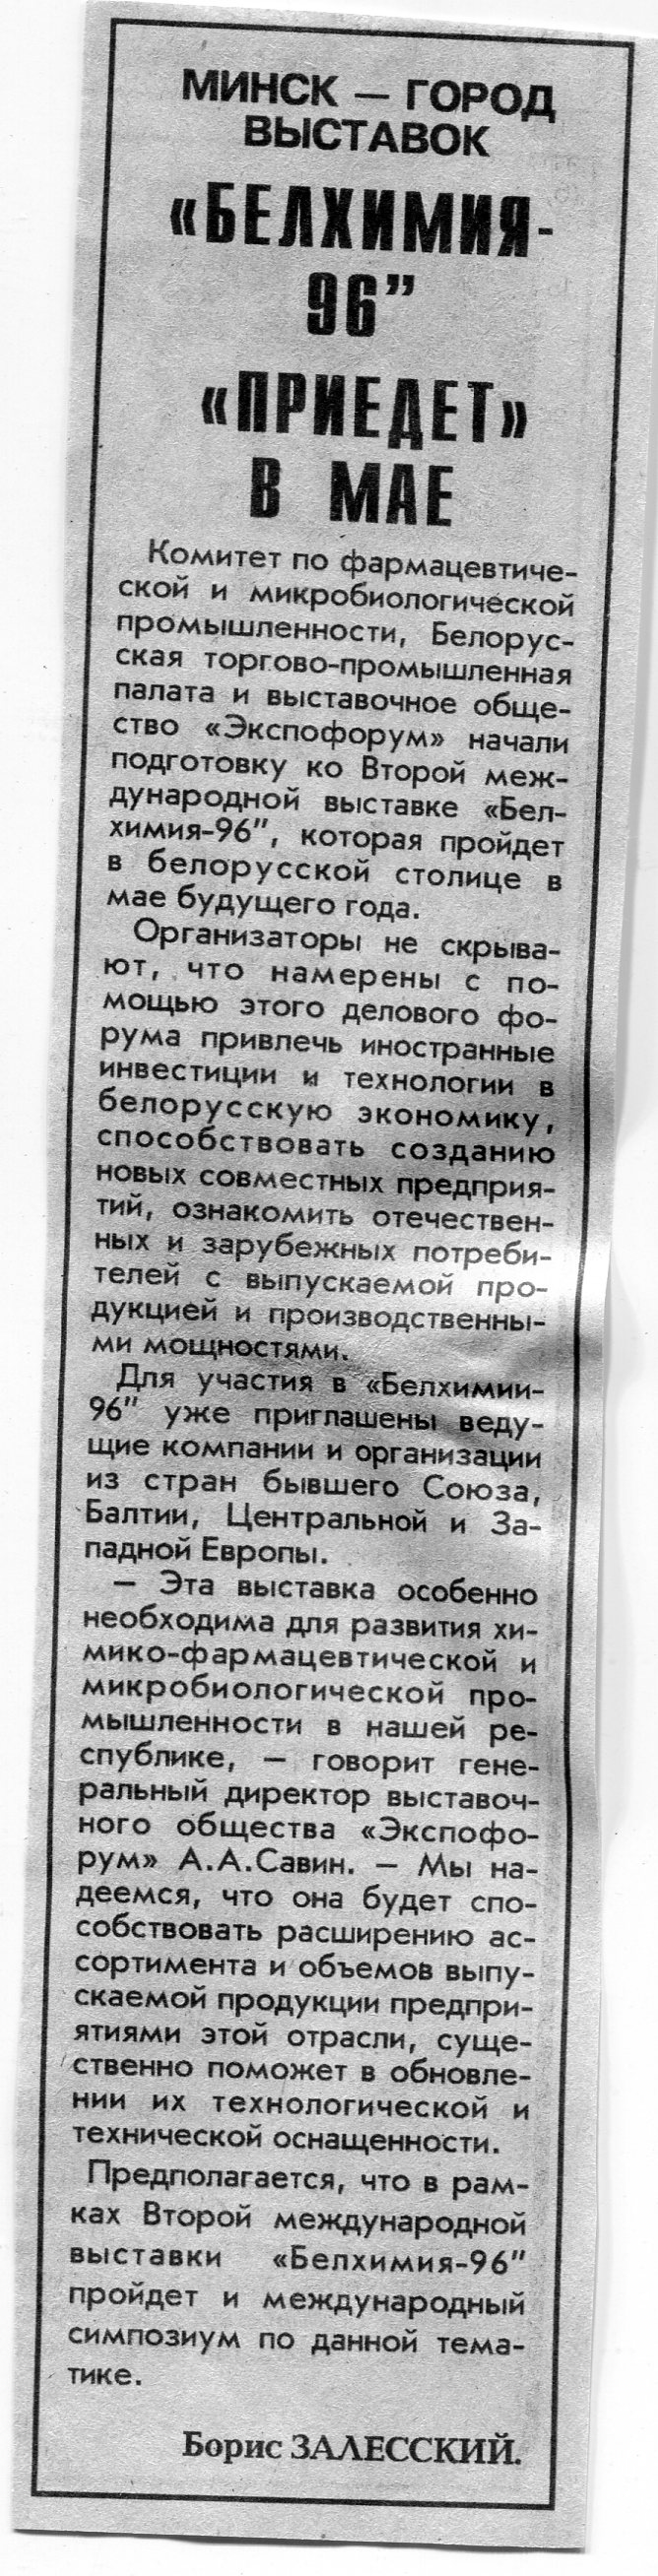 МИНСК — ГОРОД
ВЫСТАВОК
«БЕЛХИМИЯ-
96”
«ПРИЕДЕТ»
В МАЕ
Комитет по фармацевтиче-
ской и микробиологической
промышленности, Белорус-
ская торгово-промышленная
палата и выставочное обще-
ство «Экспофорум» начали
подготовку ко Второй меж-
дународной выставке «Бел-
химия-96”, которая пройдет
в белорусской столице в
мае будущего года.
Организаторы не скрыва-
ют, что намерены с по-
мощью этого делового фо-
рума привлечь иностранные
инвестиции и технологии в
белорусскую экономику,
способствовать созданию
новых совместных предприя-
тий, ознакомить отечествен-
ных и зарубежных потреби-
телей с выпускаемой про-
дукцией и производственны-
ми мощностями.
Для участия в «Белхимии-
96” уже приглашены веду-
щие компании и организации
из стран бывшего Союза,
Балтии, Центральной и За-
падной Европы.
— Эта выставка особенно
необходима для развития хи-
мико-фармацевтической и
микробиологической про-
мышленности в нашей ре-
спублике, — говорит гене-
ральный директор выставоч-
ного общества «Экспофо-
рум» А.А.Савин. — Мы на-
деемся, что она будет спо-
собствовать расширению ас-
сортимента и объемов выпу-
скаемой продукции предпри-
ятиями этой отрасли, суще-
ственно поможет в обновле-
нии их технологической и
технической оснащенности.
Предполагается, что в рам-
ках Второй международной
выставки «Белхимия-96”
пройдет и международный
симпозиум по данной тема-
тике.
Борис ЗАЛЕССКИЙ.